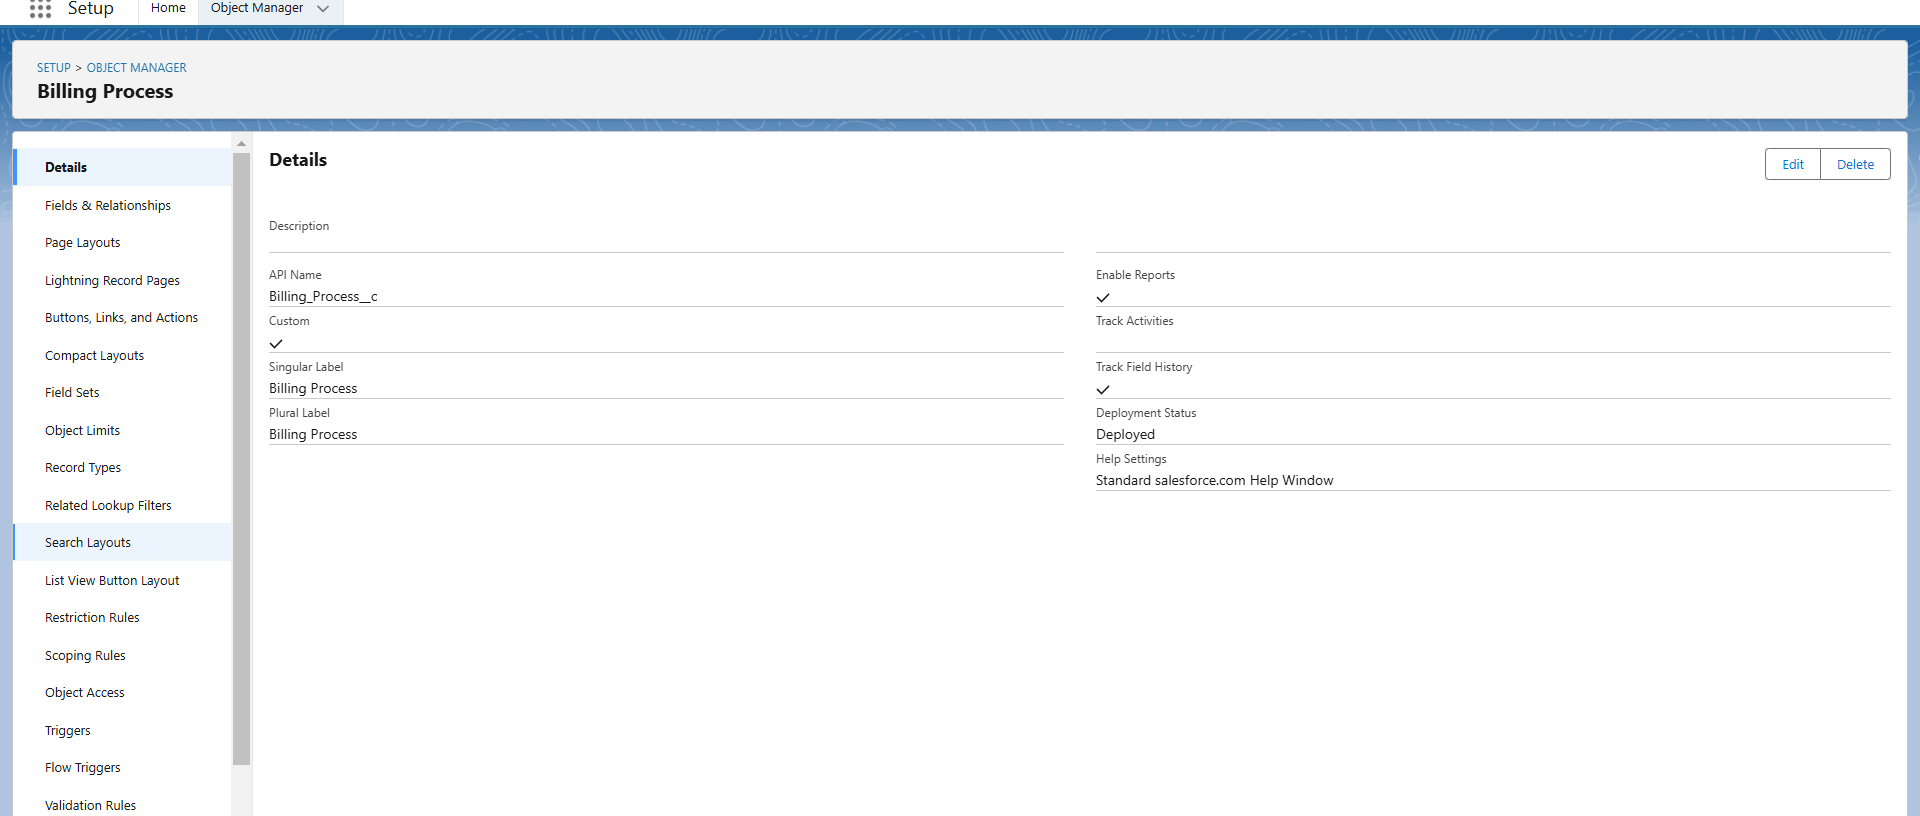 Setup
Home
Object Manager
SETUP > OBJECT MANAGER
Billing Process
Details
Fields & Relationships
Page Layouts
Lightning Record Pages
Buttons, Links, and Actions
Compact Layouts
Field Sets
Object Limits
Record Types
Related Lookup Filters
Search Layouts
List View Button Layout
Restriction Rules
Scoping Rules
Object Access
Triggers
Flow Triggers
Validation Rules
Details
Edit
Delete
Description
API Name
Billing_Process__c
Custom
Singular Label
Billing Process
Plural Label
Billing Process
Enable Reports
Track Activities
Track Field History
Deployment Status
Deployed
Help Settings
Standard salesforce.com Help Window